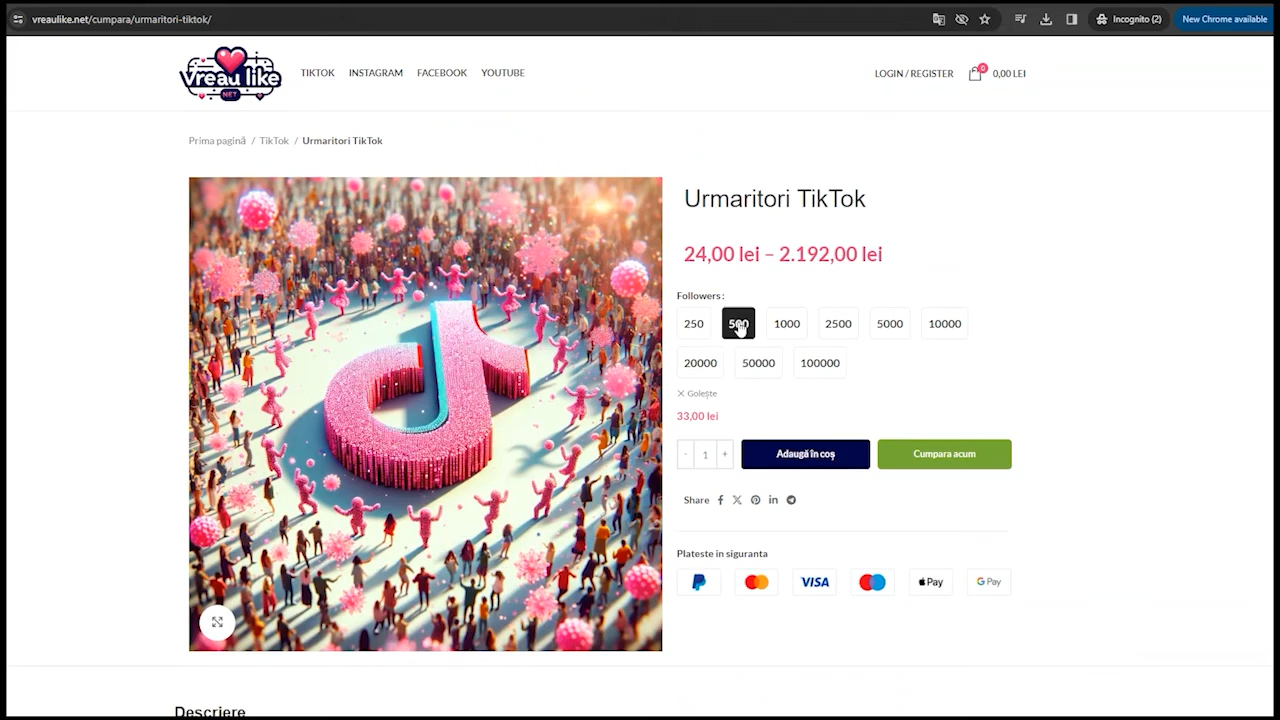 vreaulike.net/cumpara/urmaritori-tiktok/
Incognito (2)
New Chrome available
Vreau like
NET
TIKTOK INSTAGRAM FACEBOOK YOUTUBE
LOGIN / REGISTER 0 0,00 LEI
Prima pagină / TikTok / Urmaritori TikTok
Urmaritori TikTok
24,00 lei – 2.192,00 lei
Followers :
250 500 1000 2500 5000 10000
20000 50000 100000
Golește
33,00 lei
- 1 + Adaugă în coș Cumpara acum
Share
Plateste in siguranta
VISA Pay G Pay
Descriere